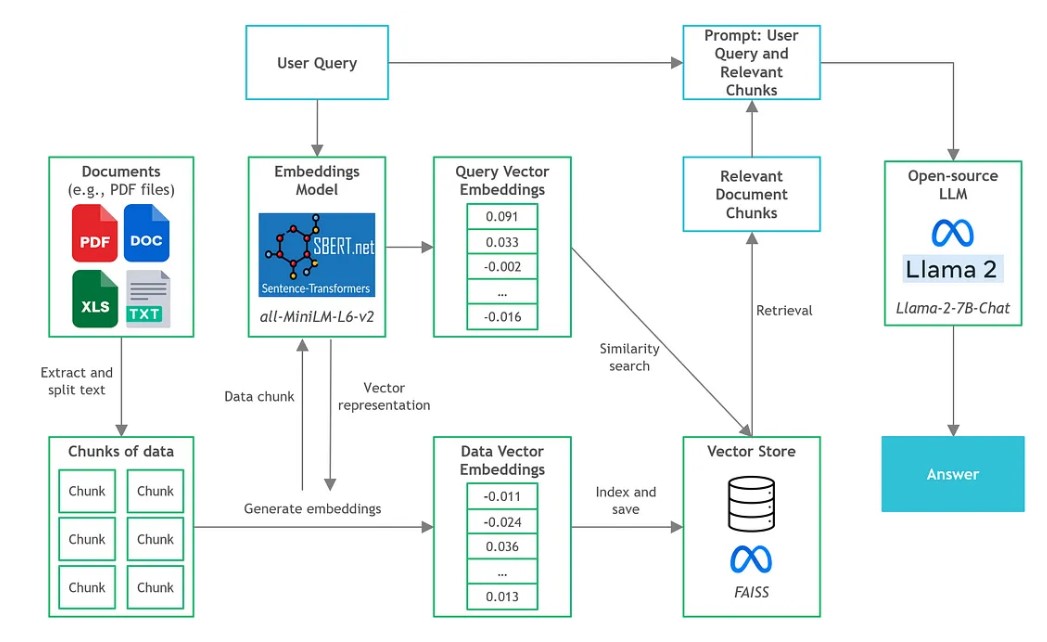 User Query
Prompt: User
Query and
Relevant
Chunks
Documents
(e.g., PDF files)
PDF
DOC
XLS
TXT
Embeddings
Model
SBERT.net
Sentence-Transformers
all-MiniLM-L6-v2
Query Vector
Embeddings
0.091
0.033
-0.002
...
-0.016
Relevant
Document
Chunks
Open-source
LLM
Llama 2
Llama-2-7B-Chat
Extract and
split text
Data chunk
Vector
representation
Similarity
search
Retrieval
Chunks of data
Chunk
Chunk
Chunk
Chunk
Chunk
Chunk
Generate embeddings
Data Vector
Embeddings
-0.011
-0.024
0.036
...
0.013
Index and
save
Vector Store
FAISS
Answer